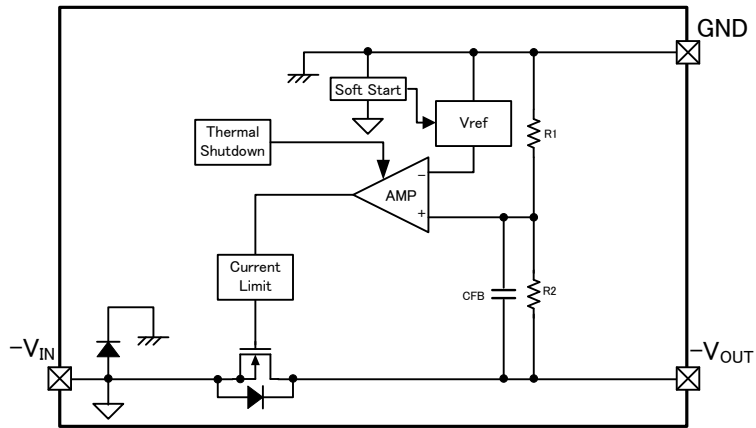 GND
Soft Start
Thermal
Shutdown
Vref
R1
−
AMP
+
Current
Limit
CFB
R2
−VIN
−VOUT